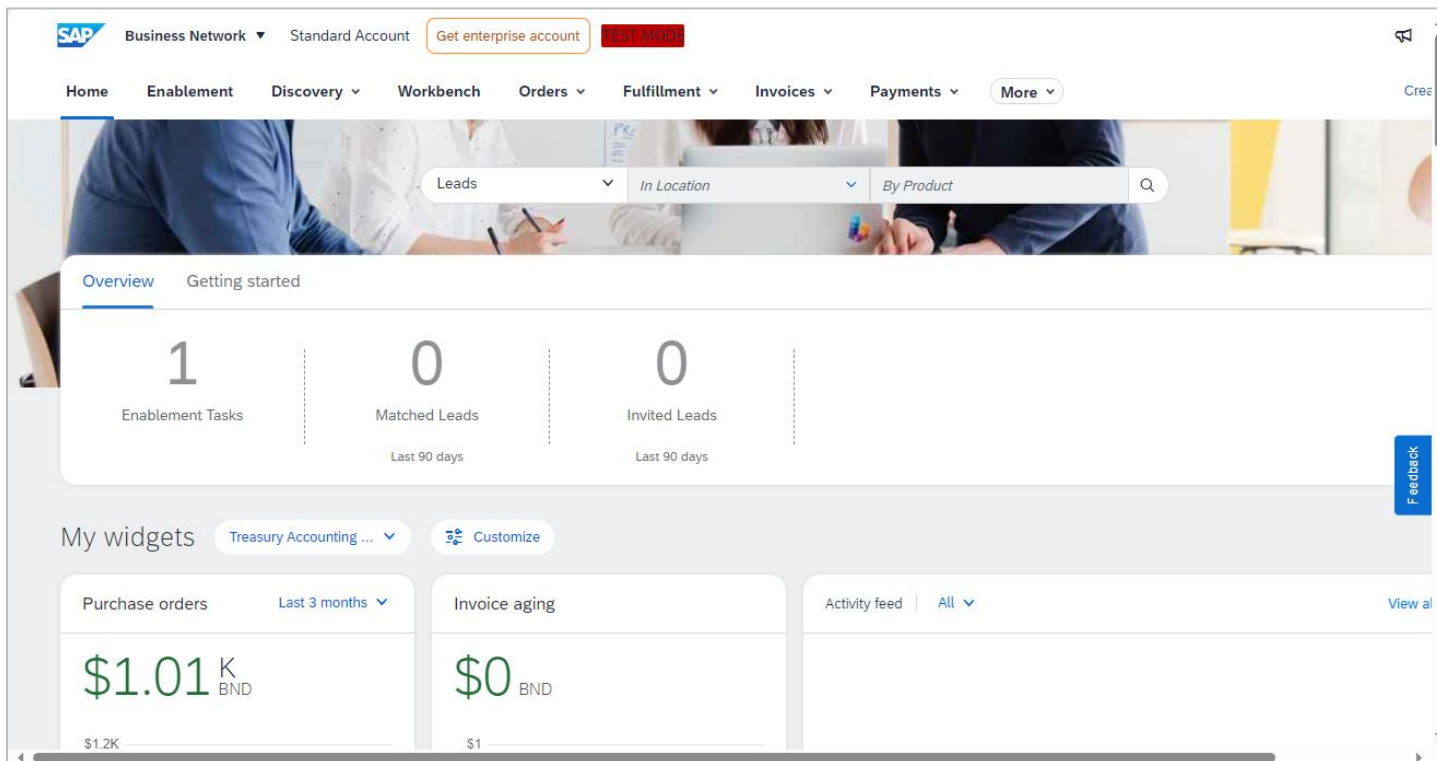 SAP Business Network Standard Account Get enterprise account TEST MODE
Home Enablement Discovery Workbench Orders Fulfillment Invoices Payments More Crea
Leads In Location By Product
Overview Getting started
1 0 0
Enablement Tasks Matched Leads Invited Leads
Last 90 days Last 90 days
Feedback
My widgets Treasury Accounting ... Customize
Purchase orders Last 3 months Invoice aging Activity feed All View al
$1.01 K BND $0 BND
$1.2K $1